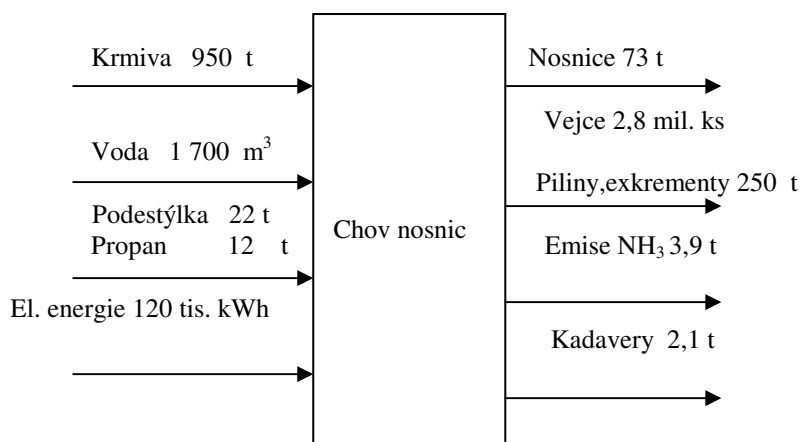 Krmiva 950 t
Voda 1 700 m³
Podestýlka 22 t
Propan 12 t
El. energie 120 tis. kWh
Chov nosnic
Nosnice 73 t
Vejce 2,8 mil. ks
Piliny,exkrementy 250 t
Emise NH₃ 3,9 t
Kadavery 2,1 t